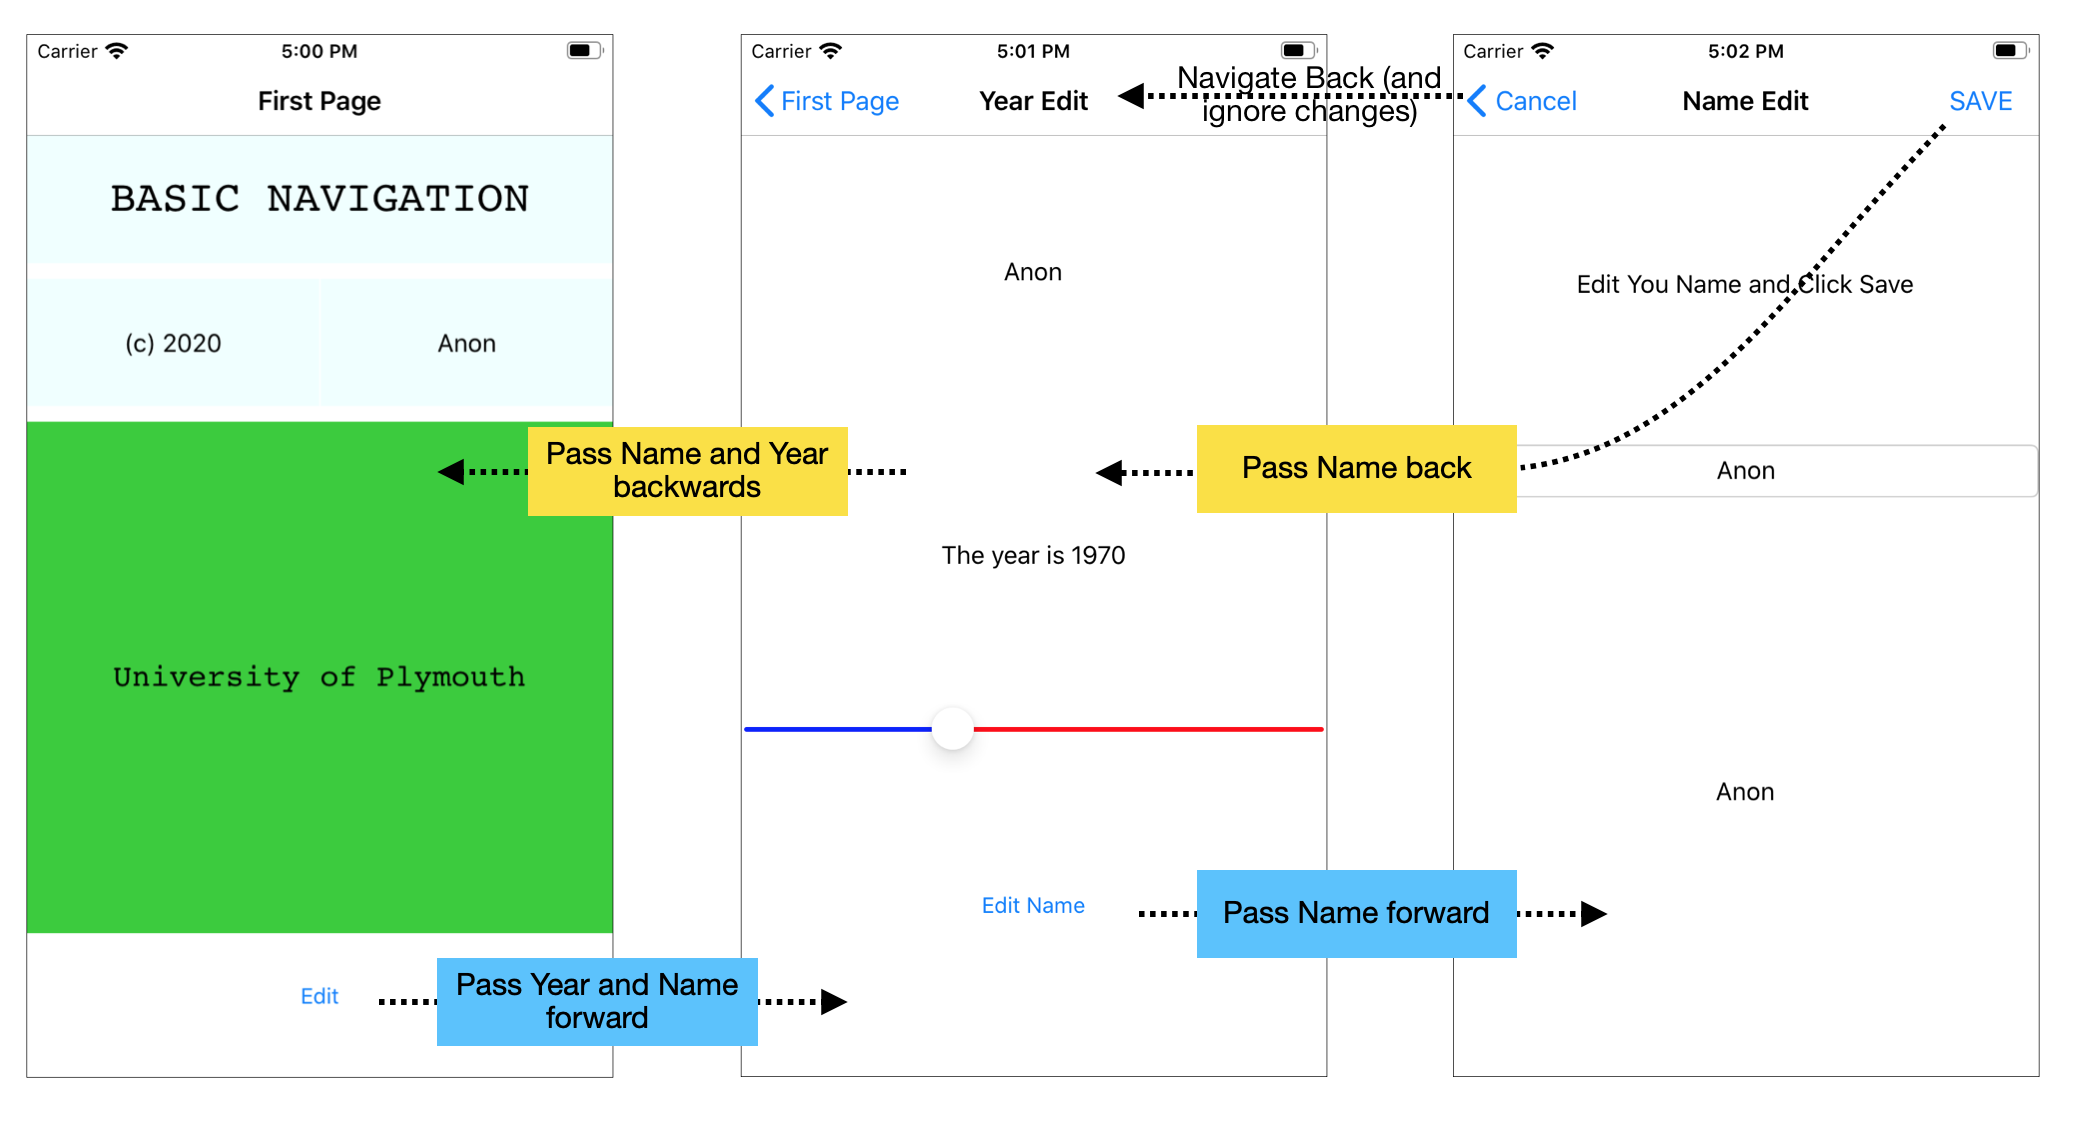 Carrier 5:00 PM
First Page
BASIC NAVIGATION
(c) 2020 Anon
University of Plymouth
Edit
Pass Name and Year
backwards
Pass Year and Name
forward
Carrier 5:01 PM
First Page Year Edit
Anon
The year is 1970
Edit Name
Navigate Back (and
ignore changes)
Pass Name back
Pass Name forward
Carrier 5:02 PM
Cancel Name Edit SAVE
Edit You Name and Click Save
Anon
Anon